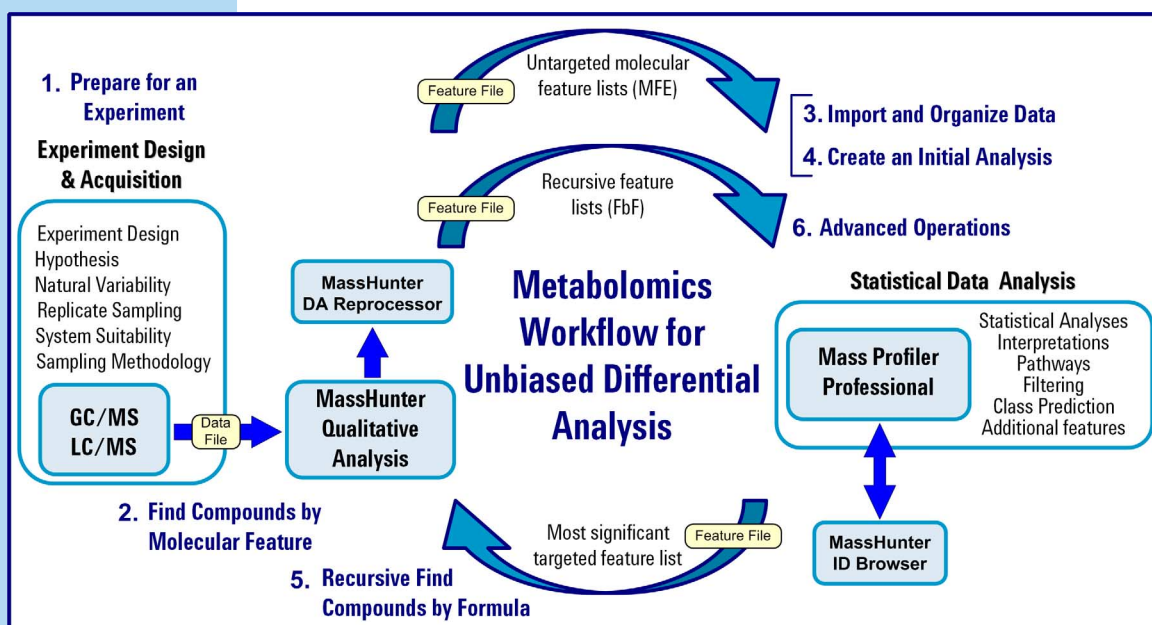 1. Prepare for an
Experiment
Experiment Design
& Acquisition
Experiment Design
Hypothesis
Natural Variability
Replicate Sampling
System Suitability
Sampling Methodology
GC/MS
LC/MS
Data
File
2. Find Compounds by
Molecular Feature
MassHunter
DA Reprocessor
MassHunter
Qualitative
Analysis
Feature File
Untargeted molecular
feature lists (MFE)
Feature File
Recursive feature
lists (FbF)
Metabolomics
Workflow for
Unbiased Differential
Analysis
3. Import and Organize Data
4. Create an Initial Analysis
6. Advanced Operations
Statistical Data Analysis
Mass Profiler
Professional
Statistical Analyses
Interpretations
Pathways
Filtering
Class Prediction
Additional features
MassHunter
ID Browser
Most significant
targeted feature list
Feature File
5. Recursive Find
Compounds by Formula